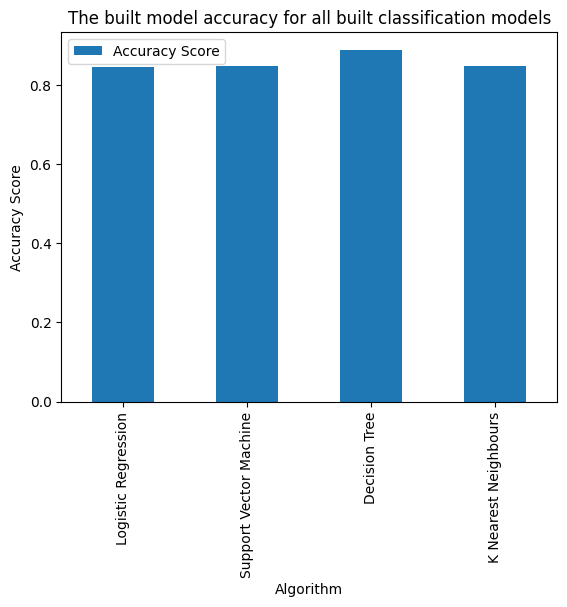 The built model accuracy for all built classification models
Accuracy Score
Accuracy Score
0.8
0.6
0.4
0.2
0.0
Logistic Regression
Support Vector Machine
Decision Tree
K Nearest Neighbours
Algorithm